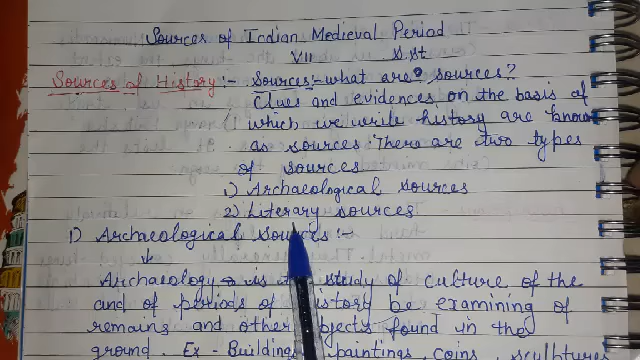 Sources of Indian Medieval Period
VII S.St
Sources of History :- Sources :- what are sources?
Clues and evidences on the basis of
which we write history are known
as sources. There are two types
of sources
1) Archaeological sources
2) Literary sources
1) Archaeological sources :-
↓
Archaeology → is the study of culture of the
and of periods of history be examining of
remains and other objects found in the
ground. Ex - Buildings, paintings, coins, sculptures